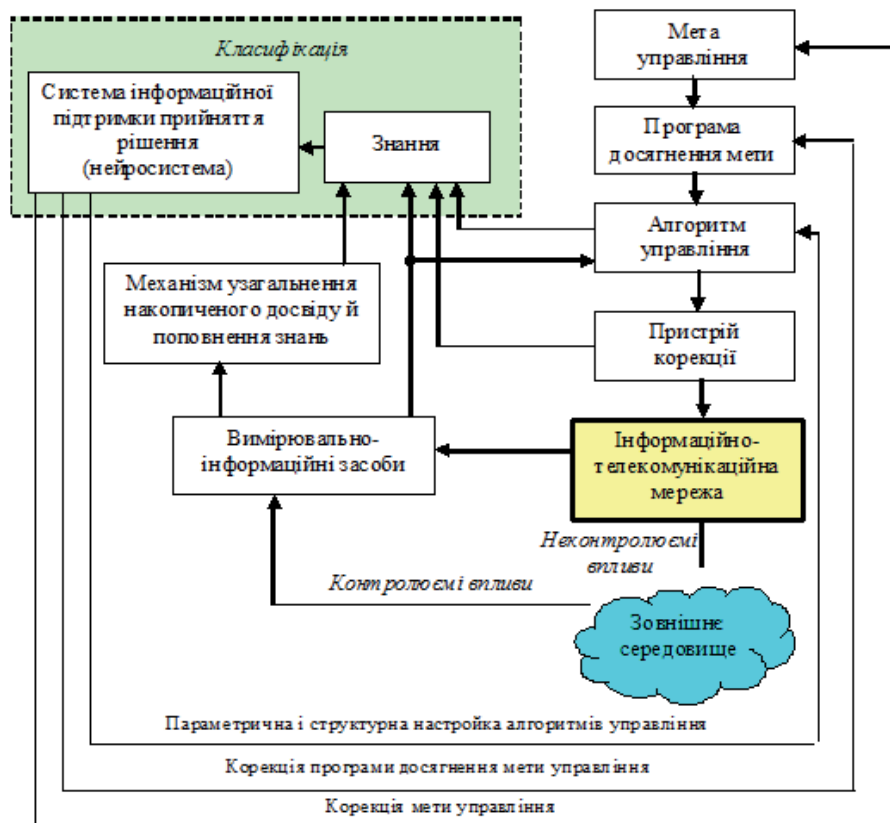 Класифікація
Система інформаційної
підтримки прийняття
рішення
(нейросистема)
Знання
Мета
управління
Програма
досягнення мети
Алгоритм
управління
Механізм узагальнення
накопиченого досвіду й
поповнення знань
Пристрій
корекції
Вимірювально-
інформаційні засоби
Інформаційно-
телекомунікаційна
мережа
Неконтролюємі
впливи
Контролюємі впливи
Зовнішнє
середовище
Параметрична і структурна настройка алгоритмів управління
Корекція програми досягнення мети управління
Корекція мети управління